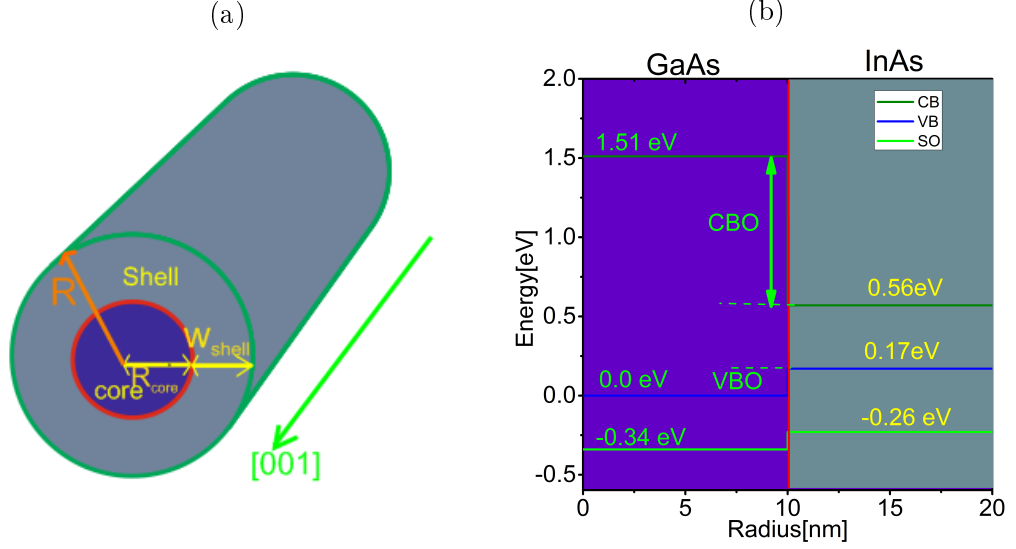 (a)
R
Shell
W shell
R core
core
[001]
(b)
GaAs
InAs
CB
VB
SO
1.51 eV
CBO
0.56eV
0.17eV
0.0 eV
VBO
-0.34 eV
-0.26 eV
2.0
1.5
1.0
0.5
0.0
-0.5
Energy[eV]
0
5
10
15
20
Radius[nm]